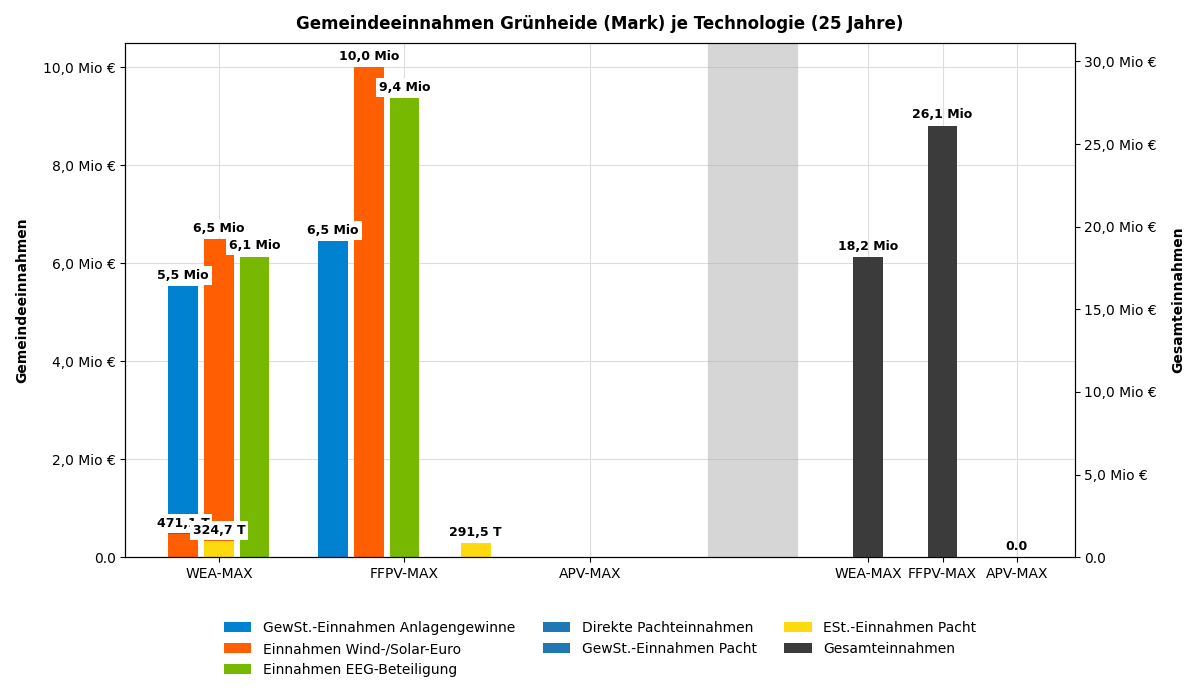 Gemeindeeinnahmen Grünheide (Mark) je Technologie (25 Jahre)
Gemeindeeinnahmen
10,0 Mio €
8,0 Mio €
6,0 Mio €
4,0 Mio €
2,0 Mio €
0.0
5,5 Mio
6,5 Mio
6,1 Mio
471,1 T
324,7 T
6,5 Mio
10,0 Mio
9,4 Mio
291,5 T
18,2 Mio
26,1 Mio
0.0
30,0 Mio €
25,0 Mio €
20,0 Mio €
15,0 Mio €
10,0 Mio €
5,0 Mio €
0.0
Gesamteinnahmen
WEA-MAX
FFPV-MAX
APV-MAX
WEA-MAX
FFPV-MAX
APV-MAX
GewSt.-Einnahmen Anlagengewinne
Einnahmen Wind-/Solar-Euro
Einnahmen EEG-Beteiligung
Direkte Pachteinnahmen
GewSt.-Einnahmen Pacht
ESt.-Einnahmen Pacht
Gesamteinnahmen